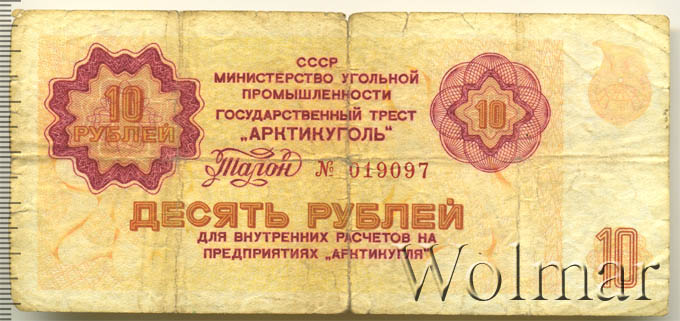 СССР
МИНИСТЕРСТВО УГОЛЬНОЙ
ПРОМЫШЛЕННОСТИ
ГОСУДАРСТВЕННЫЙ ТРЕСТ
„АРКТИКУГОЛЬ"
10
РУБЛЕЙ
10
Талон № 019097
ДЕСЯТЬ РУБЛЕЙ
ДЛЯ ВНУТРЕННИХ РАСЧЕТОВ НА
ПРЕДПРИЯТИЯХ „АРКТИКУГЛЯ"
10
Wolmar